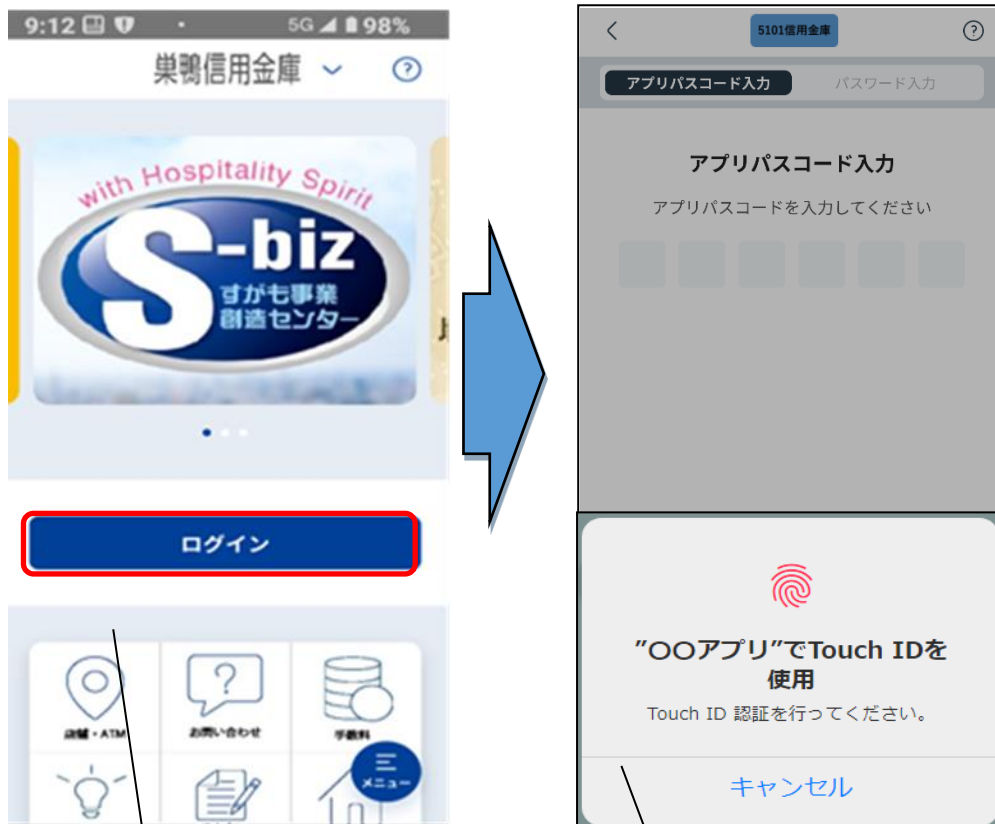 9:12
5G
98%
巣鴨信用金庫
with Hospitality Spirit
S-biz
すがも事業
創造センター
ログイン
店舗・ATM
お問い合わせ
手数料
メニュー
5101信用金庫
アプリパスコード入力
パスワード入力
アプリパスコード入力
アプリパスコードを入力してください
”〇〇アプリ”でTouch IDを
使用
Touch ID 認証を行ってください。
キャンセル